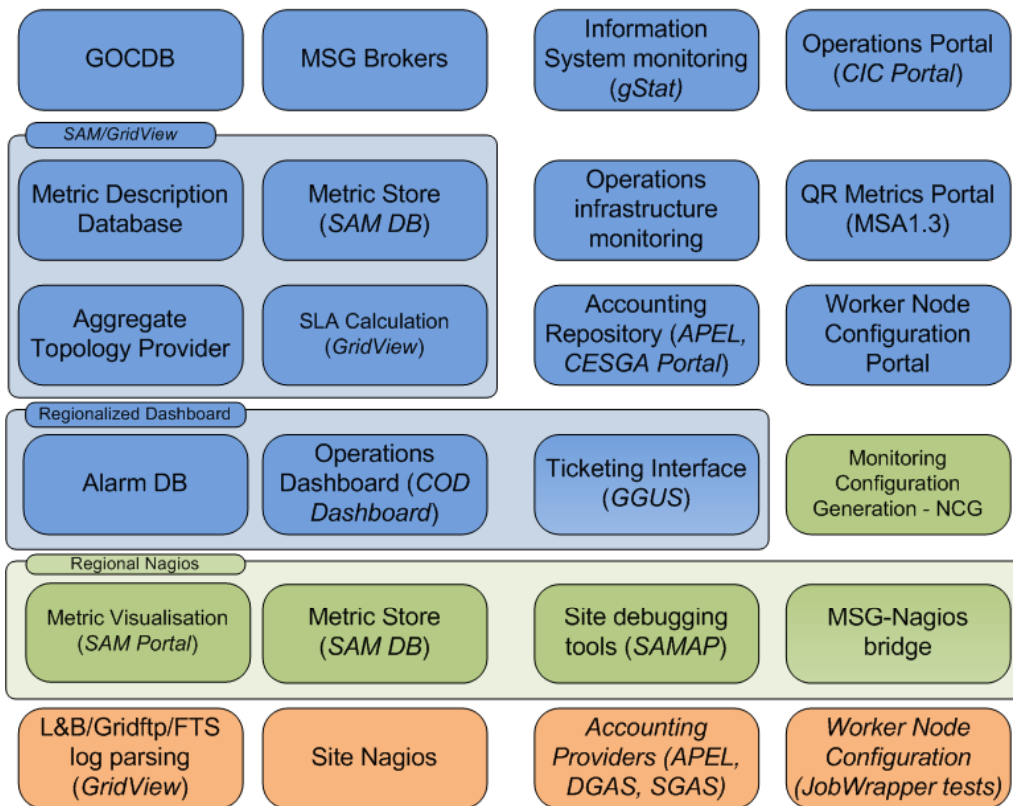 GOCDB
MSG Brokers
Information
System monitoring
(gStat)
Operations Portal
(CIC Portal)
SAM/GridView
Metric Description
Database
Metric Store
(SAM DB)
Operations
infrastructure
monitoring
QR Metrics Portal
(MSA1.3)
Aggregate
Topology Provider
SLA Calculation
(GridView)
Accounting
Repository (APEL,
CESGA Portal)
Worker Node
Configuration
Portal
Regionalized Dashboard
Alarm DB
Operations
Dashboard (COD
Dashboard)
Ticketing Interface
(GGUS)
Monitoring
Configuration
Generation - NCG
Regional Nagios
Metric Visualisation
(SAM Portal)
Metric Store
(SAM DB)
Site debugging
tools (SAMAP)
MSG-Nagios
bridge
L&B/Gridftp/FTS
log parsing
(GridView)
Site Nagios
Accounting
Providers (APEL,
DGAS, SGAS)
Worker Node
Configuration
(JobWrapper tests)